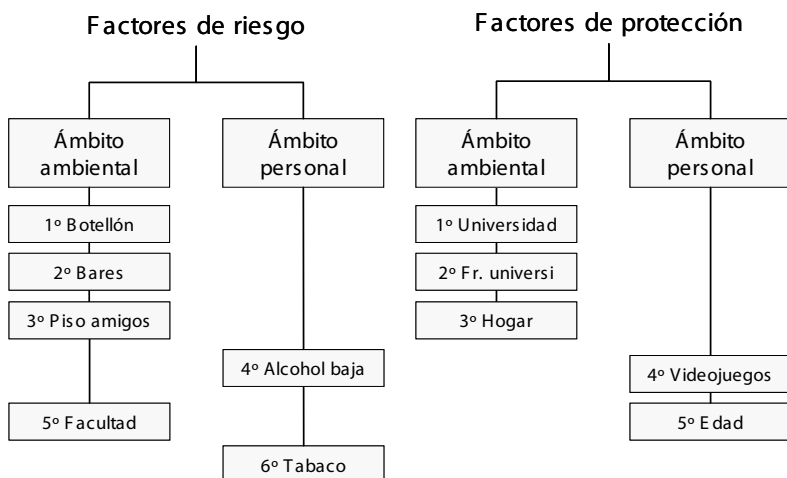 Factores de riesgo
Ámbito
ambiental
1º Botellón
2º Bares
3º Piso amigos
5º Facultad
Ámbito
personal
4º Alcohol baja
6º Tabaco
Factores de protección
Ámbito
ambiental
1º Universidad
2º Fr. universi
3º Hogar
Ámbito
personal
4º Videojuegos
5º Edad